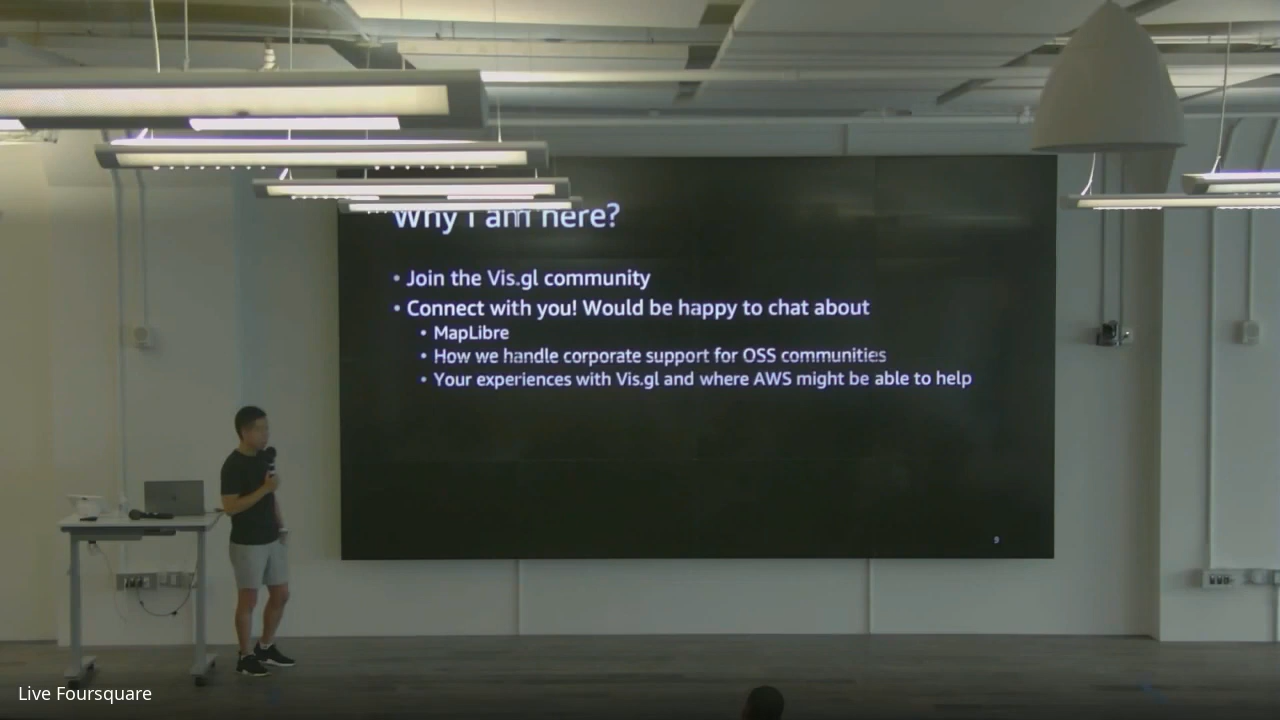 Why I am here?
• Join the Vis.gl community
• Connect with you! Would be happy to chat about
• MapLibre
• How we handle corporate support for OSS communities
• Your experiences with Vis.gl and where AWS might be able to help
9
Live Foursquare